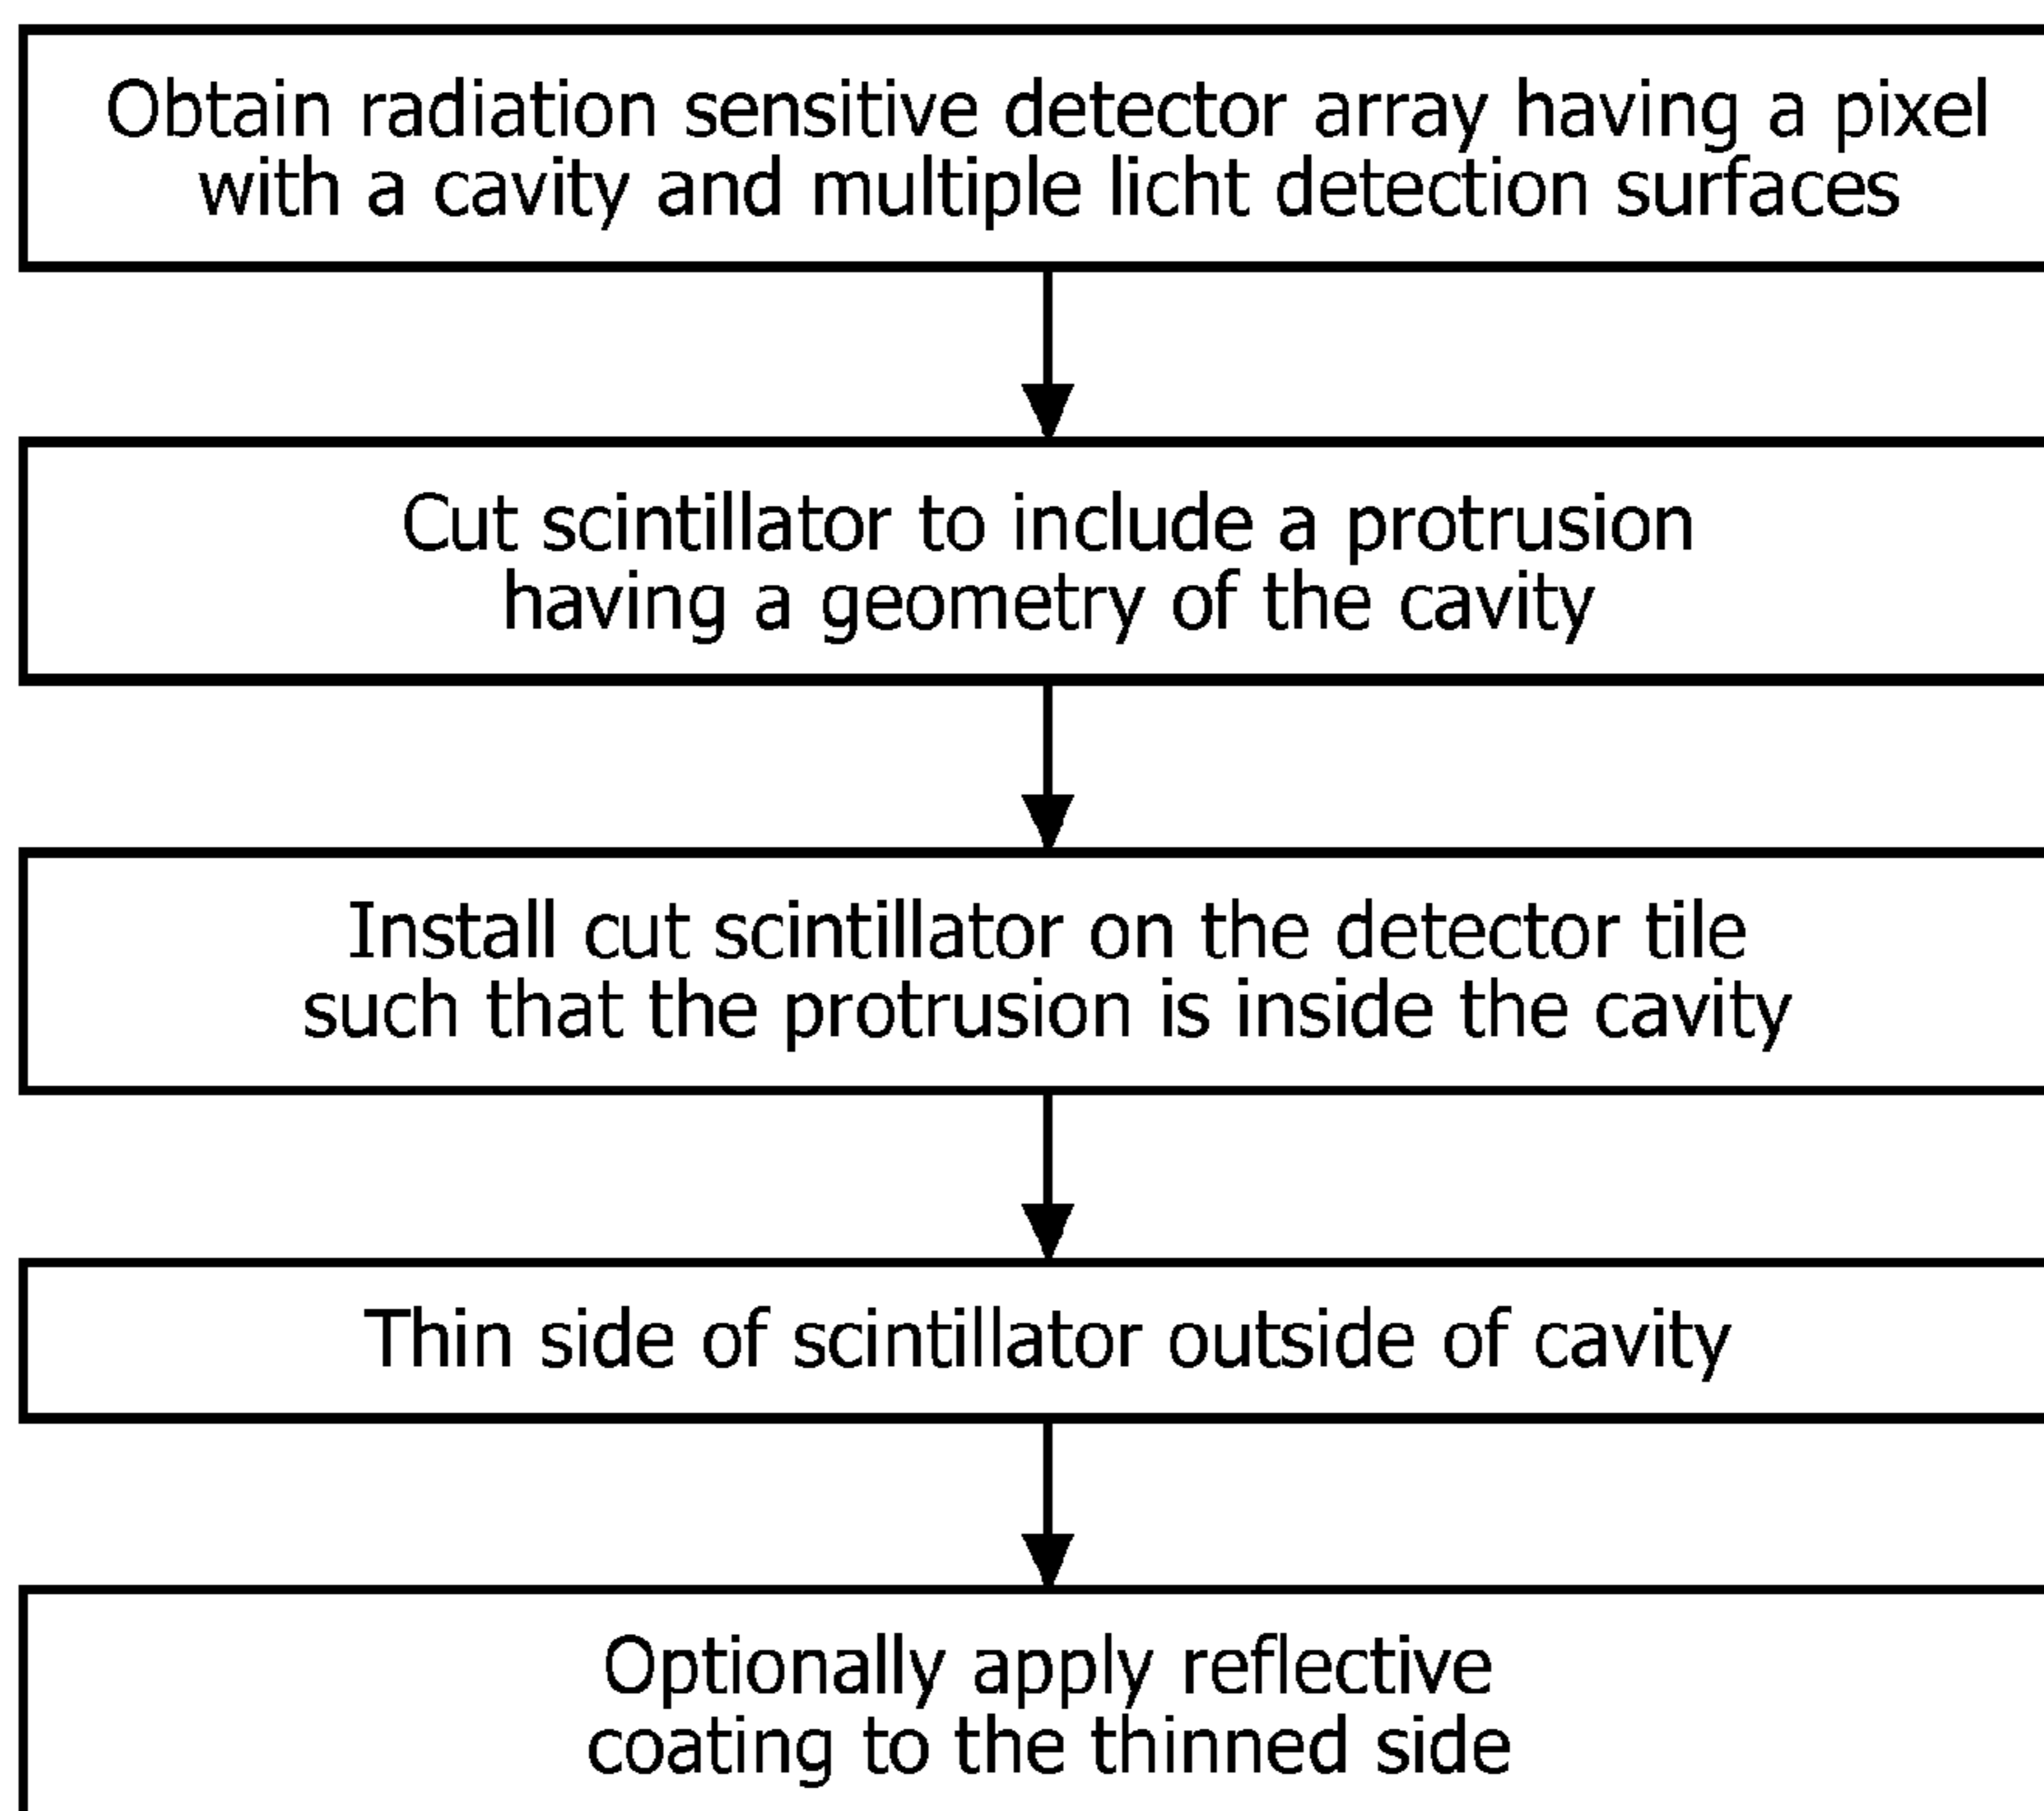 Obtain radiation sensitive detector array having a pixel
with a cavity and multiple licht detection surfaces
Cut scintillator to include a protrusion
having a geometry of the cavity
Install cut scintillator on the detector tile
such that the protrusion is inside the cavity
Thin side of scintillator outside of cavity
Optionally apply reflective
coating to the thinned side